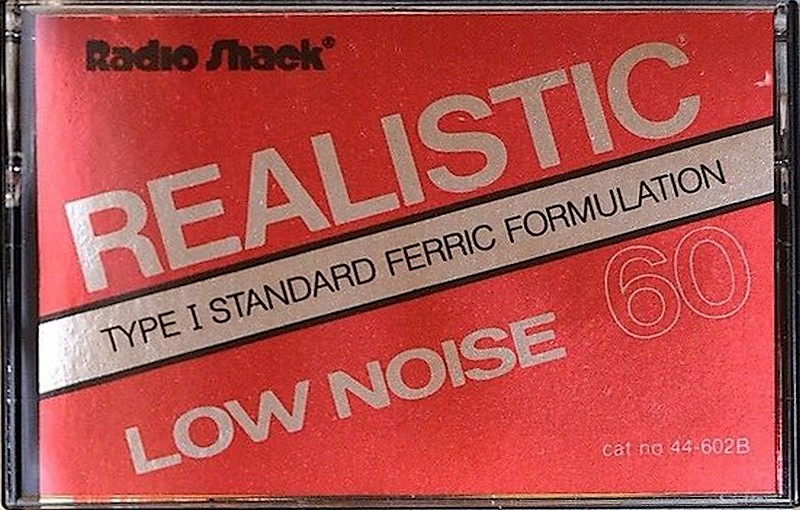 Radio Shack®
REALISTIC®
TYPE I STANDARD FERRIC FORMULATION
60
LOW NOISE
cat no 44-602B